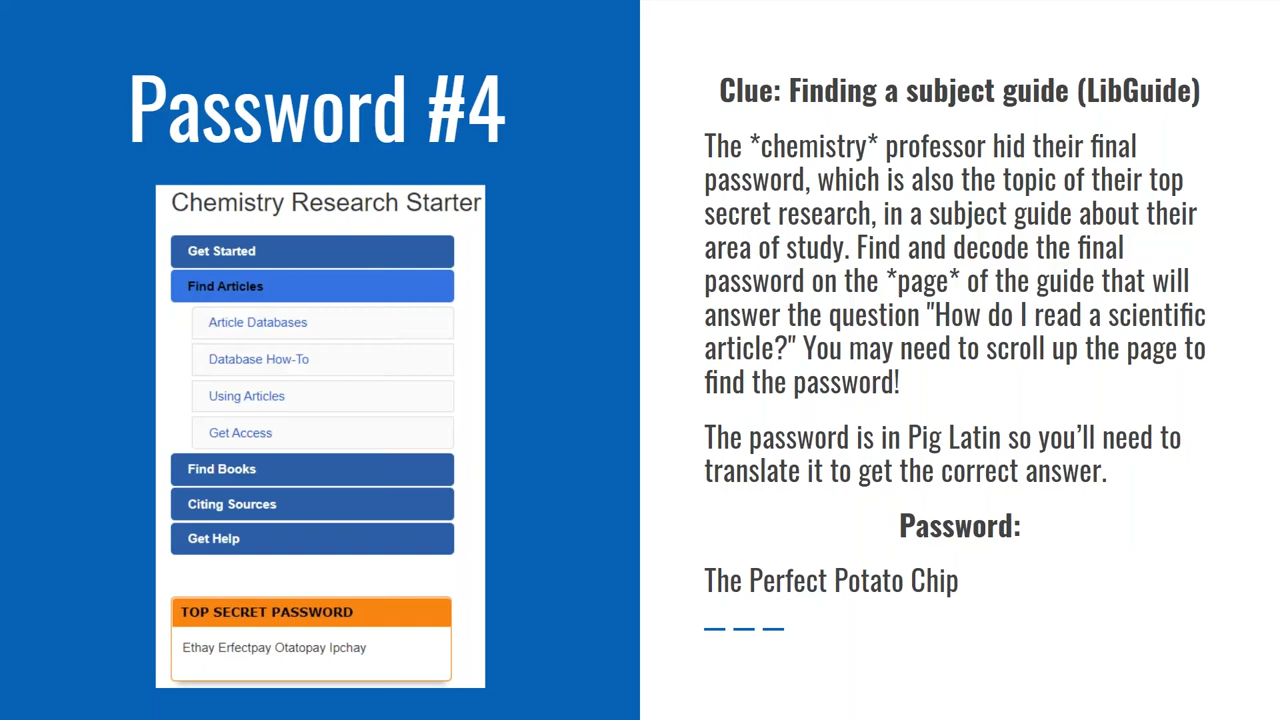 Password #4
Chemistry Research Starter
Get Started
Find Articles
Article Databases
Database How-To
Using Articles
Get Access
Find Books
Citing Sources
Get Help
TOP SECRET PASSWORD
Ethay Erfectpay Otatopay Ipchay
Clue: Finding a subject guide (LibGuide)
The *chemistry* professor hid their final
password, which is also the topic of their top
secret research, in a subject guide about their
area of study. Find and decode the final
password on the *page* of the guide that will
answer the question "How do I read a scientific
article?" You may need to scroll up the page to
find the password!
The password is in Pig Latin so you’ll need to
translate it to get the correct answer.
Password:
The Perfect Potato Chip